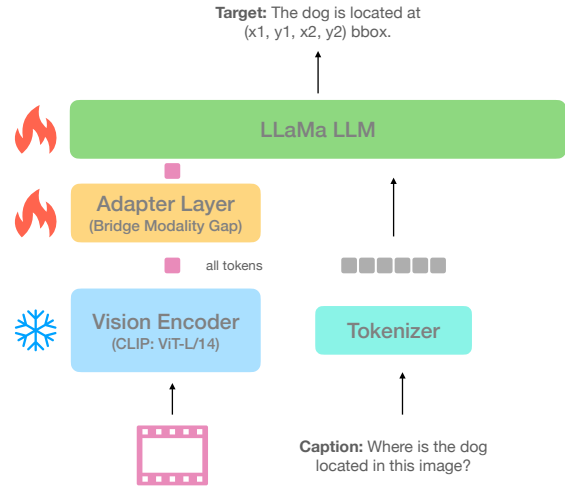 Target: The dog is located at
(x1, y1, x2, y2) bbox.
LLaMa LLM
Adapter Layer
(Bridge Modality Gap)
all tokens
Vision Encoder
(CLIP: ViT-L/14)
Tokenizer
Caption: Where is the dog
located in this image?